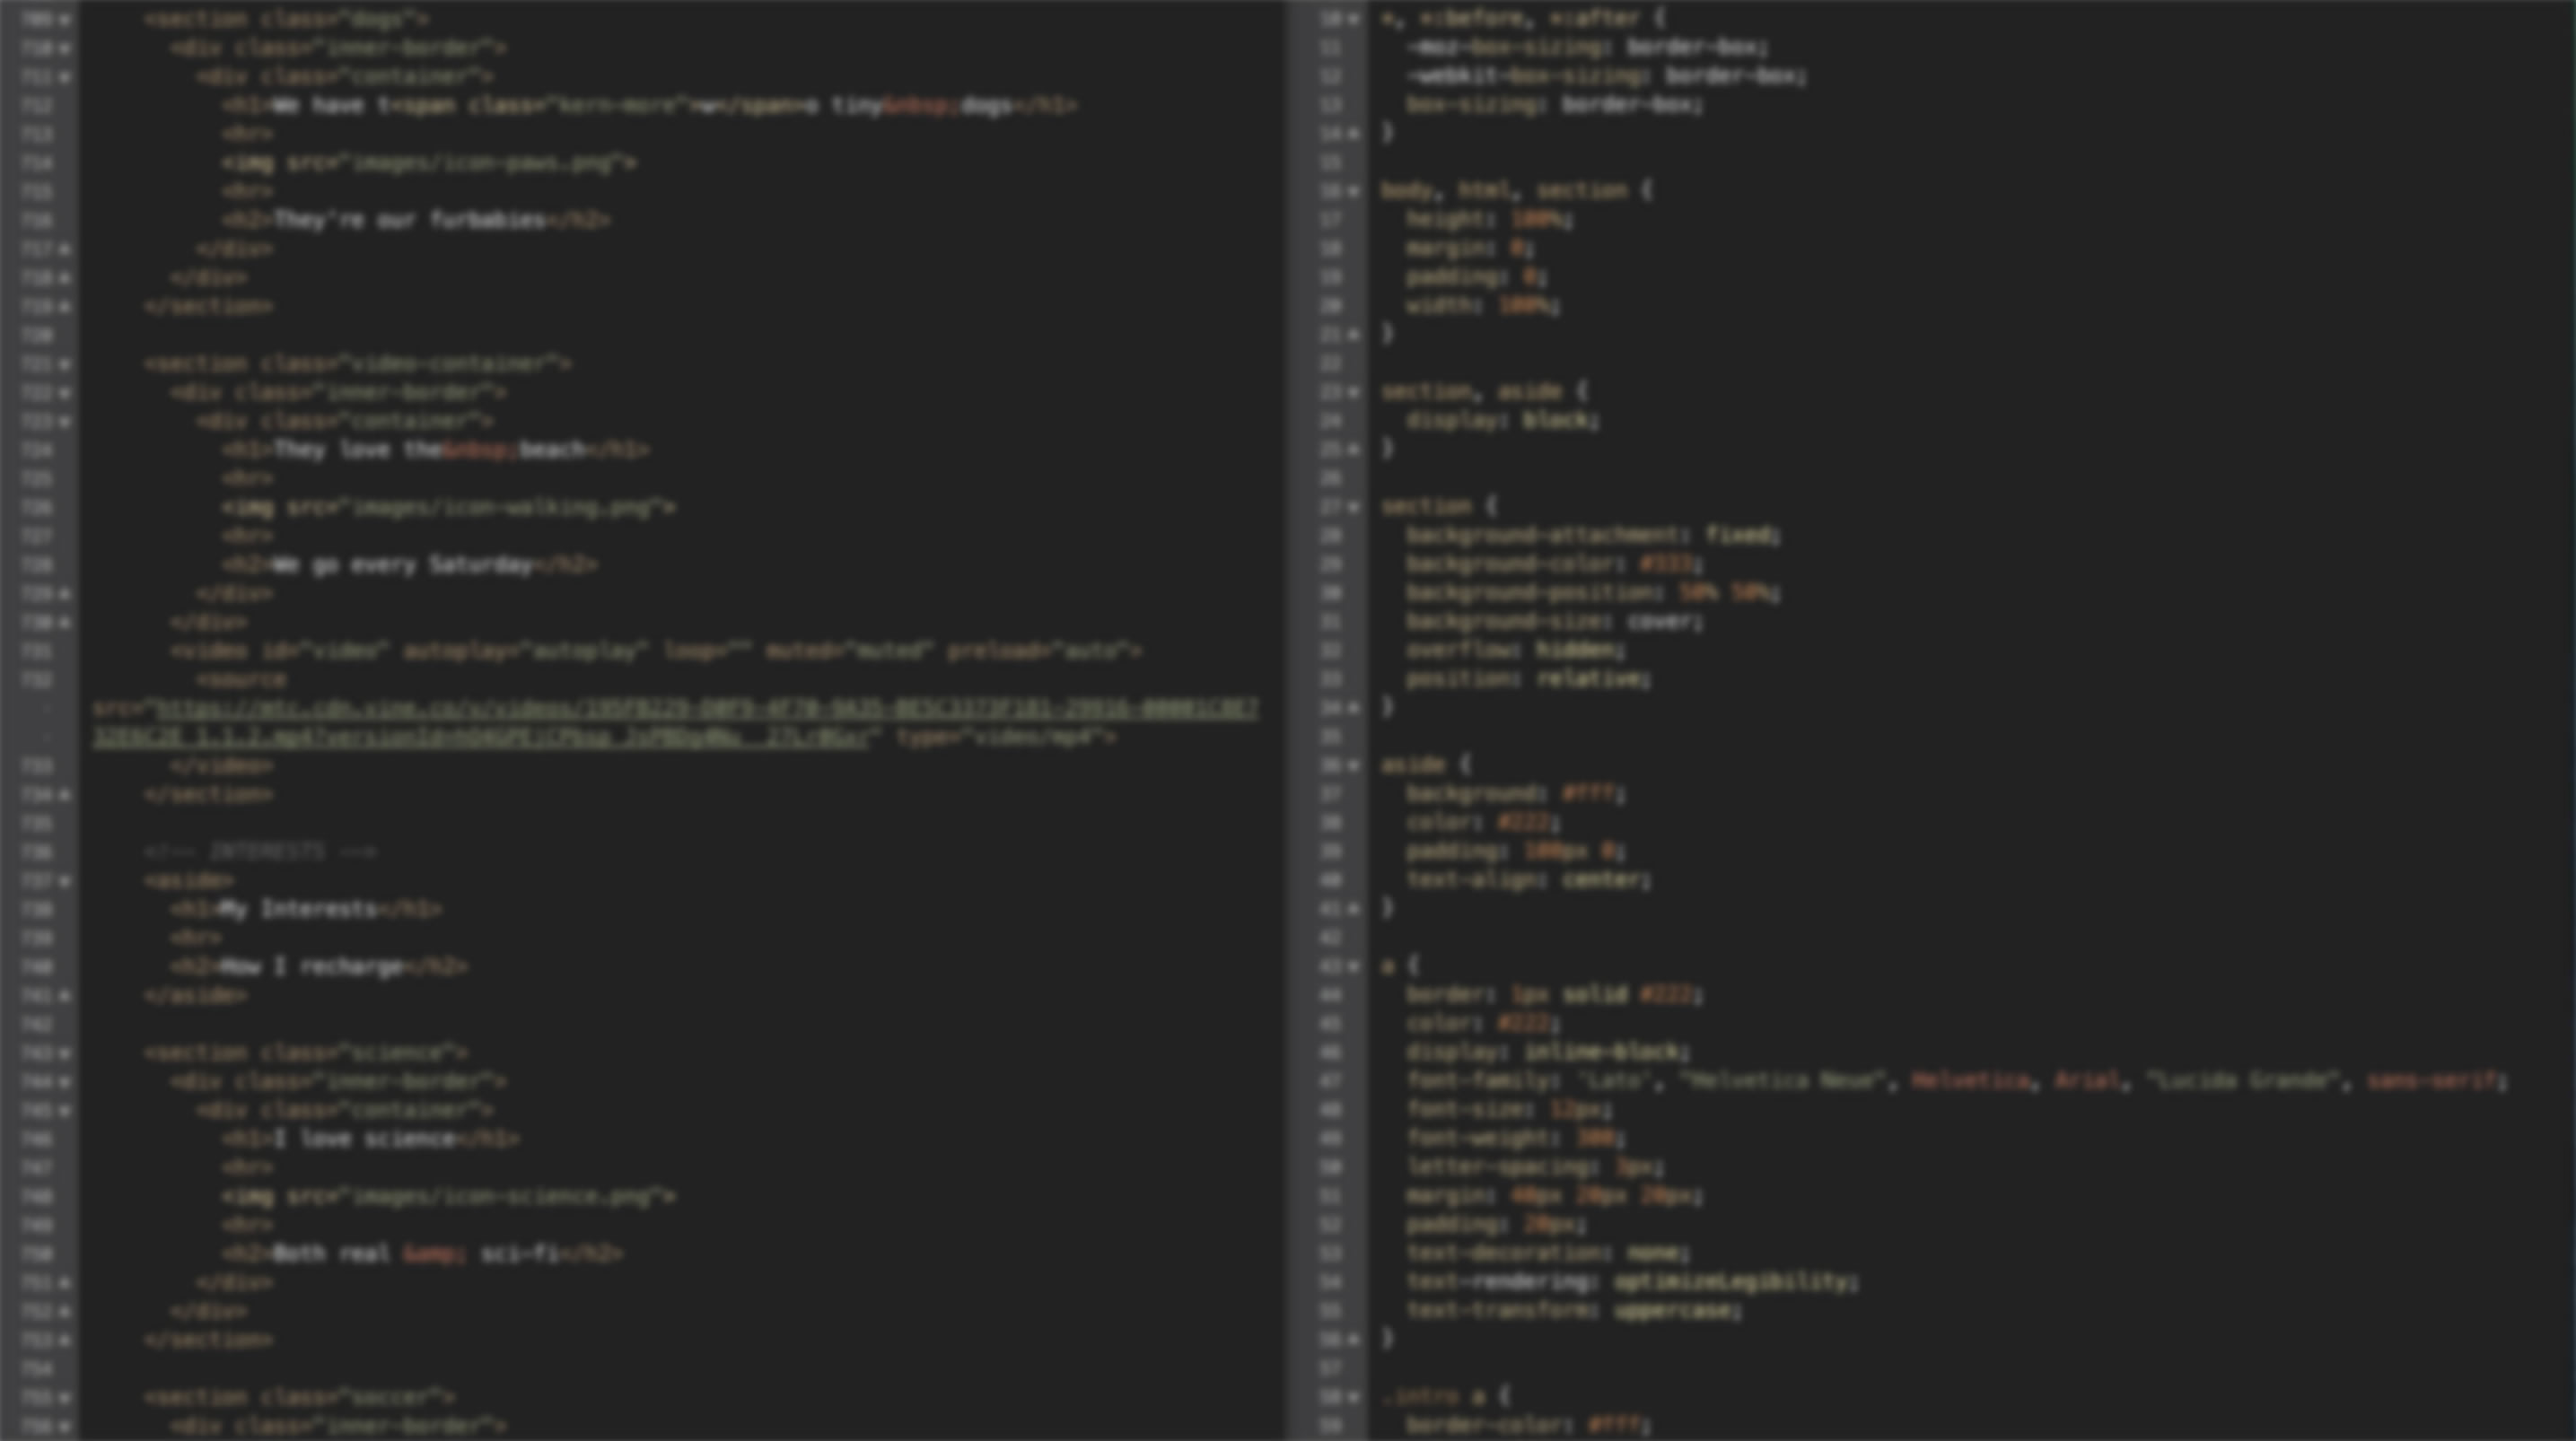 709 <section class="dogs">
710 <div class="inner-border">
711 <div class="container">
712 <h1>We have t<span class="kern-more">w</span>o tiny&nbsp;dogs</h1>
713 <hr>
714 <img src="images/icon-paws.png">
715 <hr>
716 <h2>They're our furbabies</h2>
717 </div>
718 </div>
719 </section>
720
721 <section class="video-container">
722 <div class="inner-border">
723 <div class="container">
724 <h1>They love the&nbsp;beach</h1>
725 <hr>
726 <img src="images/icon-walking.png">
727 <hr>
728 <h2>We go every Saturday</h2>
729 </div>
730 </div>
731 <video id="video" autoplay="autoplay" loop="" muted="muted" preload="auto">
732 <source
src="
type="video/mp4">
733 </video>
734 </section>
735
736 <!-- INTERESTS -->
737 <aside>
738 <h1>My Interests</h1>
739 <hr>
740 <h2>How I recharge</h2>
741 </aside>
742
743 <section class="science">
744 <div class="inner-border">
745 <div class="container">
746 <h1>I love science</h1>
747 <hr>
748 <img src="images/icon-science.png">
749 <hr>
750 <h2>Both real &amp; sci-fi</h2>
751 </div>
752 </div>
753 </section>
754
755 <section class="soccer">
756 <div class="inner-border">
10 *, *:before, *:after {
11 -moz-box-sizing: border-box;
12 -webkit-box-sizing: border-box;
13 box-sizing: border-box;
14 }
15
16 body, html, section {
17 height: 100%;
18 margin: 0;
19 padding: 0;
20 width: 100%;
21 }
22
23 section, aside {
24 display: block;
25 }
26
27 section {
28 background-attachment: fixed;
29 background-color: #333;
30 background-position: 50% 50%;
31 background-size: cover;
32 overflow: hidden;
33 position: relative;
34 }
35
36 aside {
37 background: #fff;
38 color: #222;
39 padding: 100px 0;
40 text-align: center;
41 }
42
43 a {
44 border: 1px solid #222;
45 color: #222;
46 display: inline-block;
47 font-family: 'Lato', "Helvetica Neue", Helvetica, Arial, "Lucida Grande", sans-serif;
48 font-size: 12px;
49 font-weight: 300;
50 letter-spacing: 3px;
51 margin: 40px 20px 20px;
52 padding: 20px;
53 text-decoration: none;
54 text-rendering: optimizeLegibility;
55 text-transform: uppercase;
56 }
57
58 .intro a {
59 border-color: #fff;